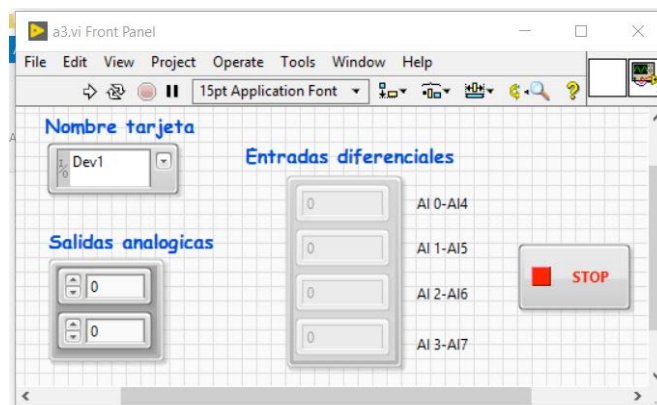 a3.vi Front Panel
File Edit View Project Operate Tools Window Help
15pt Application Font
Nombre tarjeta
I/O Dev1
Entradas diferenciales
0 AI 0-AI4
Salidas analogicas
0 AI 1-AI5
0
0 AI 2-AI6
STOP
0
0 AI 3-AI7